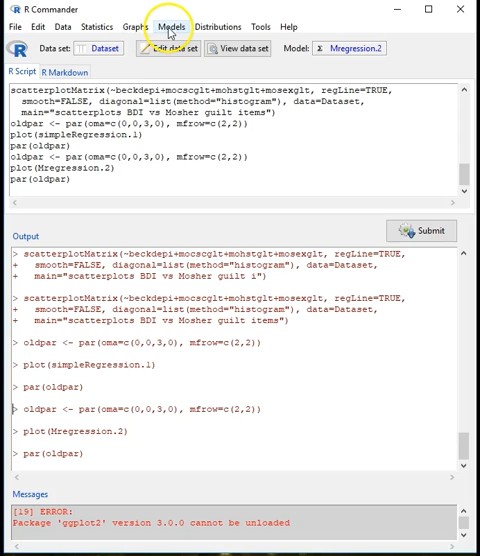 R Commander
File Edit Data Statistics Graphs Models Distributions Tools Help
Data set: Dataset Edit data set View data set Model: Σ Mregression.2
R Script R Markdown
scatterplotMatrix(~beckdepi+mocscglt+mohstglt+mosexglt, regLine=TRUE,
smooth=FALSE, diagonal=list(method="histogram"), data=Dataset,
main="scatterplots BDI vs Mosher guilt items")
oldpar <- par(oma=c(0,0,3,0), mfrow=c(2,2))
plot(simpleRegression.1)
par(oldpar)
oldpar <- par(oma=c(0,0,3,0), mfrow=c(2,2))
plot(Mregression.2)
par(oldpar)
Submit
Output
> scatterplotMatrix(~beckdepi+mocscglt+mohstglt+mosexglt, regLine=TRUE,
+ smooth=FALSE, diagonal=list(method="histogram"), data=Dataset,
+ main="scatterplots BDI vs Mosher guilt i")
> scatterplotMatrix(~beckdepi+mocscglt+mohstglt+mosexglt, regLine=TRUE,
+ smooth=FALSE, diagonal=list(method="histogram"), data=Dataset,
+ main="scatterplots BDI vs Mosher guilt items")
> oldpar <- par(oma=c(0,0,3,0), mfrow=c(2,2))
> plot(simpleRegression.1)
> par(oldpar)
> oldpar <- par(oma=c(0,0,3,0), mfrow=c(2,2))
> plot(Mregression.2)
> par(oldpar)
Messages
[19] ERROR:
Package 'ggplot2' version 3.0.0 cannot be unloaded